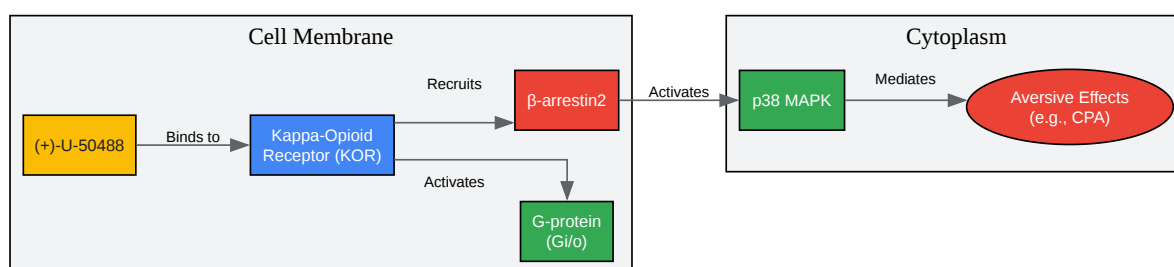 Cell Membrane
Cytoplasm
(+)-U-50488
Binds to
Kappa-Opioid
Receptor (KOR)
Recruits
β-arrestin2
Activates
G-protein
(Gi/o)
Activates
p38 MAPK
Mediates
Aversive Effects
(e.g., CPA)